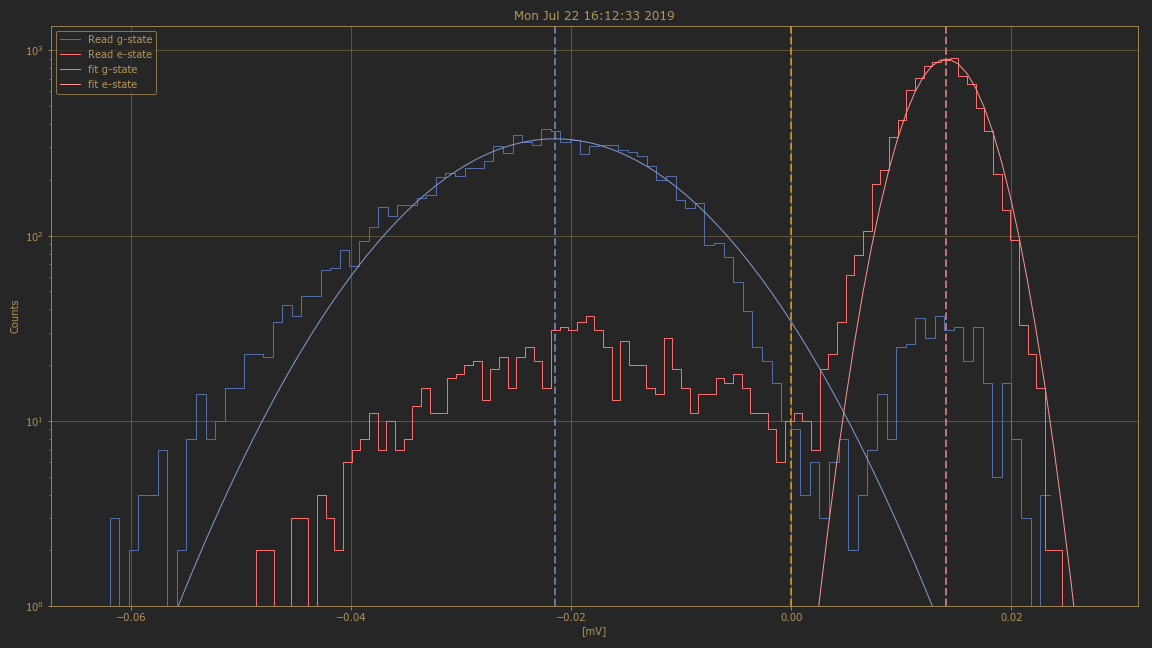 Mon Jul 22 16:12:33 2019
Read g-state
Read e-state
fit g-state
fit e-state
10³
10²
10¹
10⁰
Counts
−0.06
−0.04
−0.02
0.00
0.02
[mV]